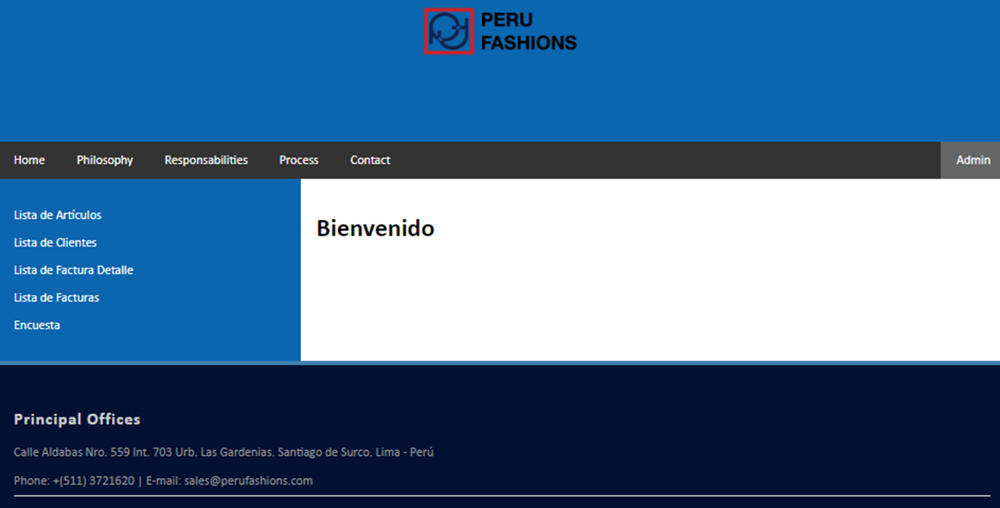 PERU
FASHIONS
Home Philosophy Responsabilities Process Contact Admin
Lista de Artículos
Lista de Clientes
Lista de Factura Detalle
Lista de Facturas
Encuesta
Bienvenido
Principal Offices
Calle Aldabas Nro. 559 Int. 703 Urb. Las Gardenias. Santiago de Surco. Lima - Perú
Phone: +(511) 3721620 | E-mail: sales@perufashions.com